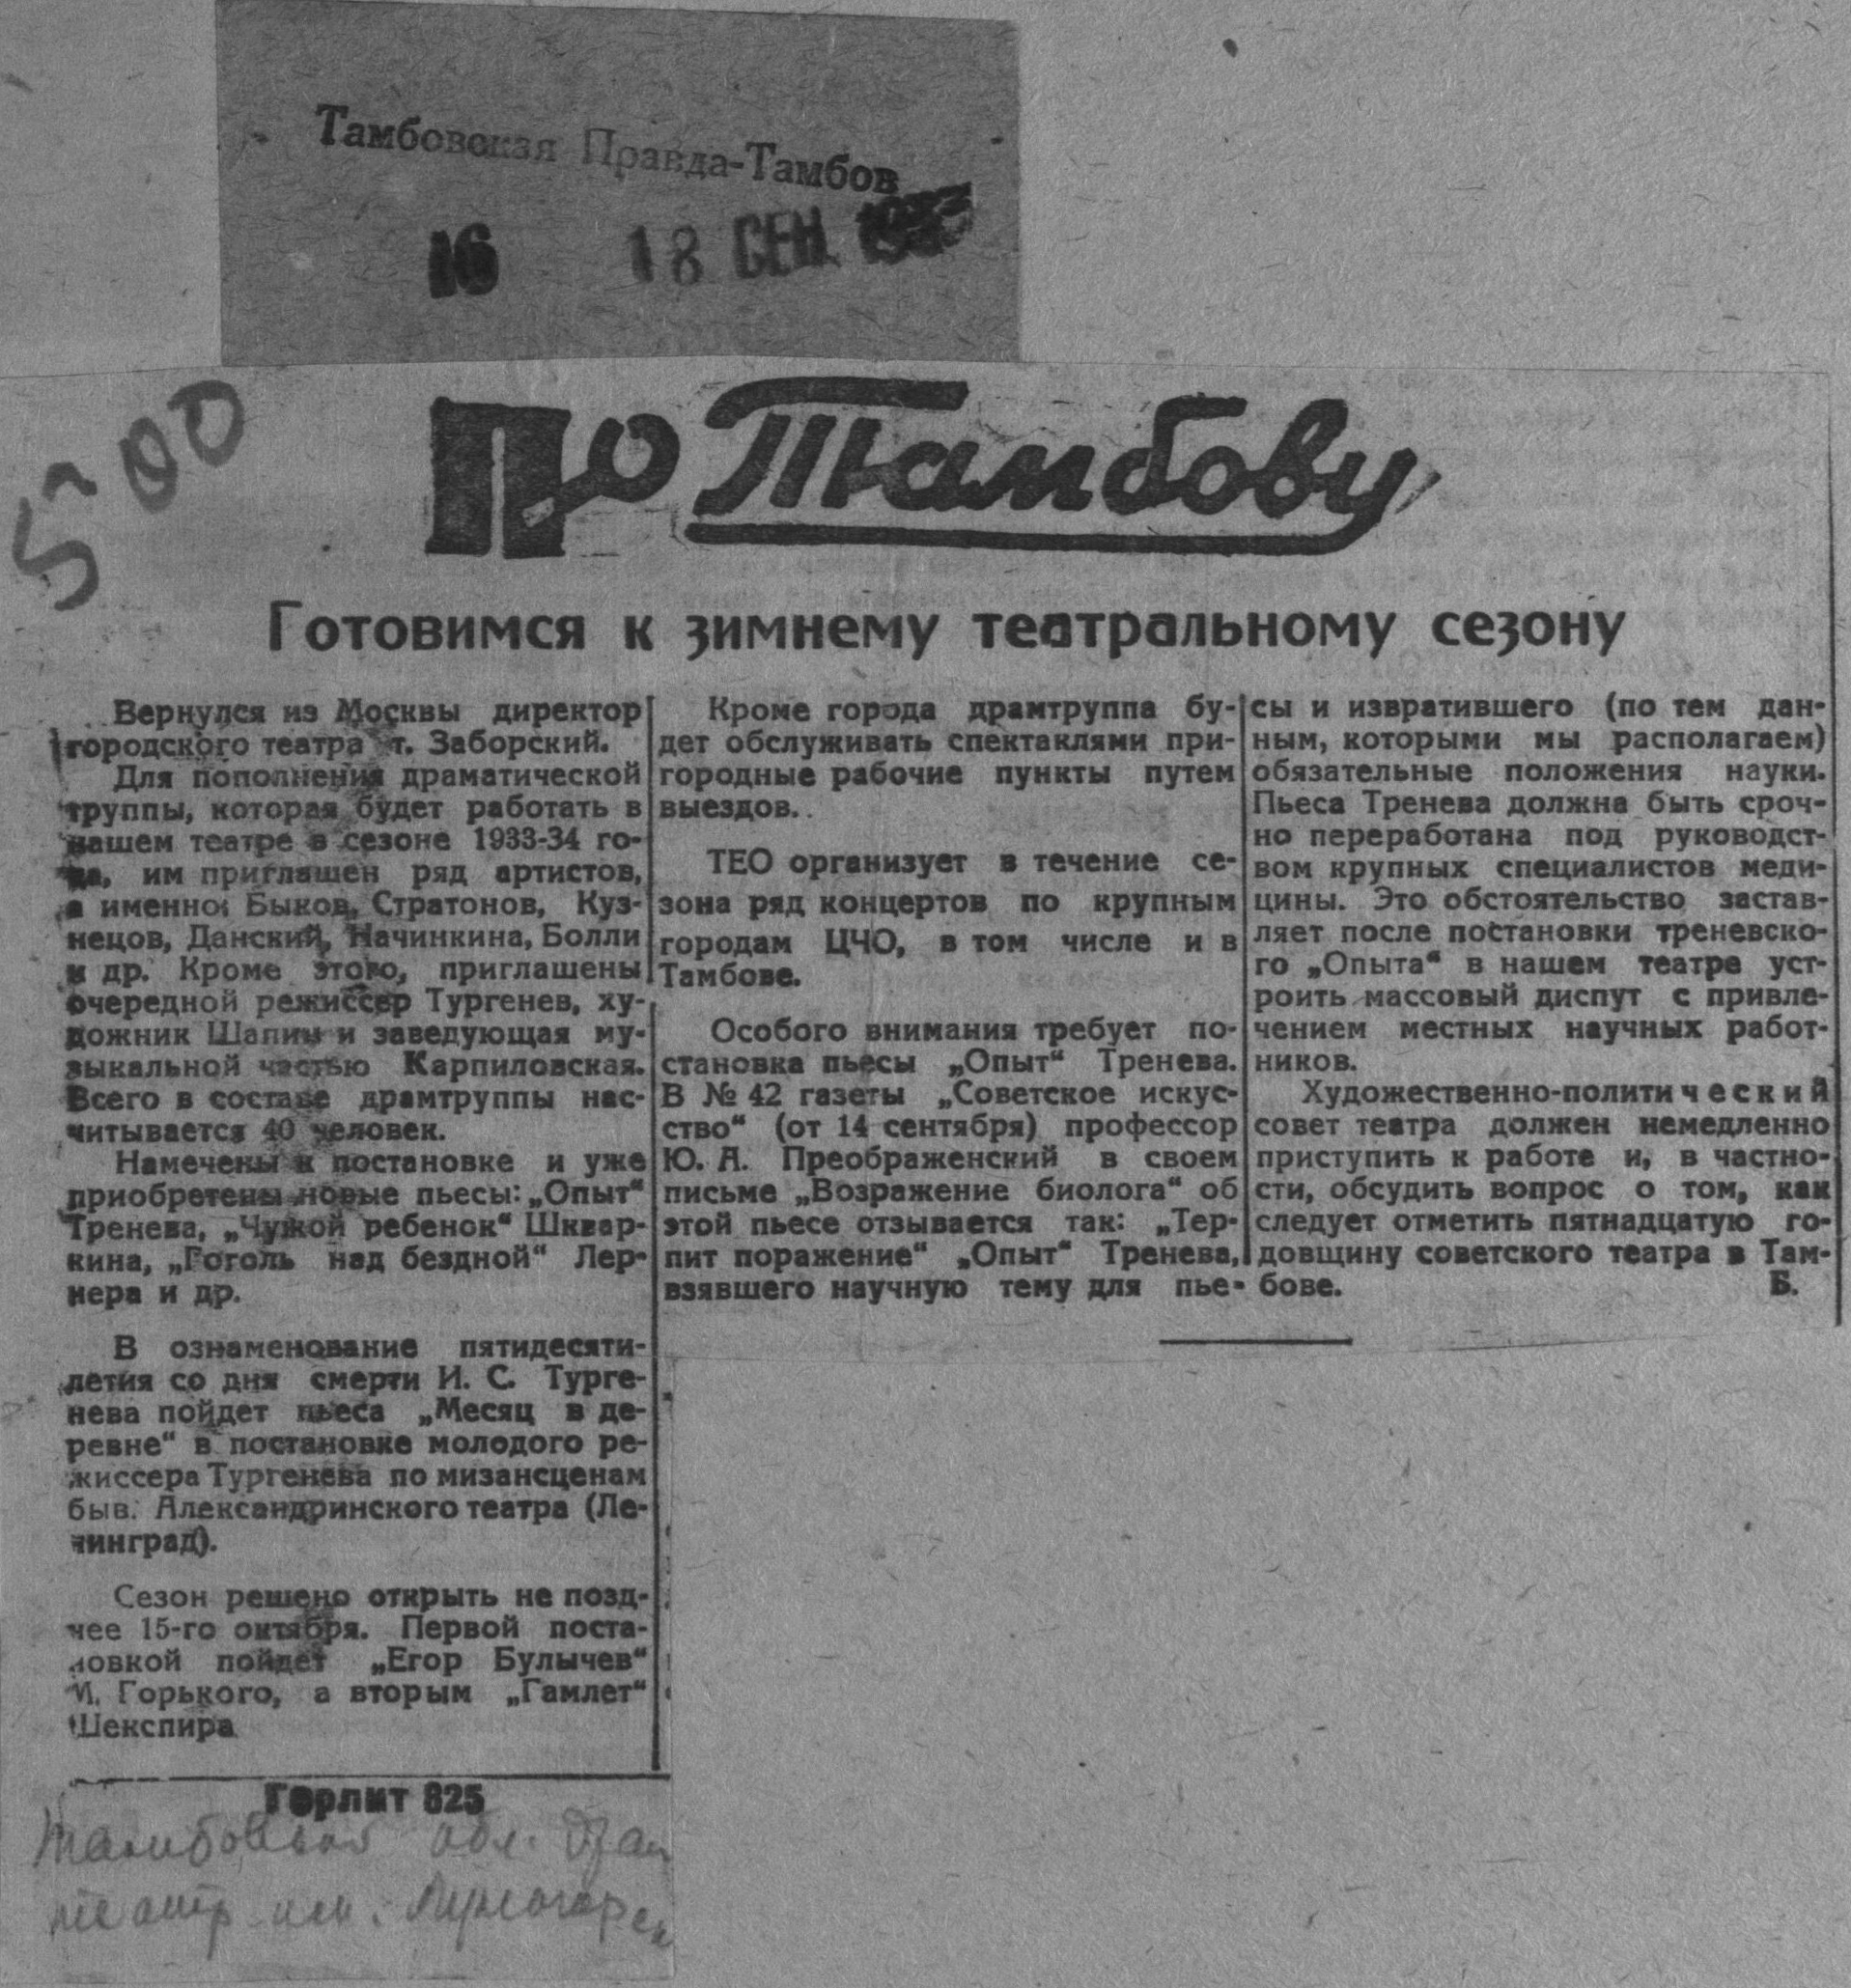 Тамбовская Правда-Тамбов
16 18 СЕН. 1933
5-00
По Тамбову
Готовимся к зимнему театральному сезону
Вернулся из Москвы директор
городского театра т. Заборский.
Для пополнения драматической
труппы, которая будет работать в
нашем театре в сезоне 1933-34 го-
да, им приглашен ряд артистов,
а именно: Быков, Стратонов, Куз-
нецов, Данский, Начинкина, Болли
и др. Кроме этого, приглашены
очередной режиссер Тургенев, ху-
дожник Шапин и заведующая му-
зыкальной частью Карпиловская.
Всего в составе драмтруппы нас-
читывается 40 человек.
Намечены к постановке и уже
приобретены новые пьесы: „Опыт“
Тренева, „Чужой ребенок“ Шквар-
кина, „Гоголь над бездной“ Лер-
нера и др.
В ознаменование пятидесяти-
летия со дня смерти И. С. Турге-
нева пойдет пьеса „Месяц в де-
ревне“ в постановке молодого ре-
жиссера Тургенева по мизансценам
быв. Александринского театра (Ле-
нинград).
Сезон решено открыть не позд-
нее 15-го октября. Первой поста-
новкой пойдет „Егор Булычев“
М. Горького, а вторым „Гамлет“
Шекспира
Горлит 825
Тамбовский обл. драм
театр им. Луначарск
Кроме города драмтруппа бу-
дет обслуживать спектаклями при-
городные рабочие пункты путем
выездов.
ТЕО организует в течение се-
зона ряд концертов по крупным
городам ЦЧО, в том числе и в
Тамбове.
Особого внимания требует по-
становка пьесы „Опыт“ Тренева.
В № 42 газеты „Советское искус-
ство“ (от 14 сентября) профессор
Ю. А. Преображенский в своем
письме „Возражение биолога“ об
этой пьесе отзывается так: „Тер-
пит поражение“ „Опыт“ Тренева,
взявшего научную тему для пье-
сы и извратившего (по тем дан-
ным, которыми мы располагаем)
обязательные положения науки.
Пьеса Тренева должна быть сроч-
но переработана под руководст-
вом крупных специалистов меди-
цины. Это обстоятельство застав-
ляет после постановки треневско-
го „Опыта“ в нашем театре уст-
роить массовый диспут с привле-
чением местных научных работ-
ников.
Художественно-политический
совет театра должен немедленно
приступить к работе и, в частно-
сти, обсудить вопрос о том, как
следует отметить пятнадцатую го-
довщину советского театра в Там-
бове.
Б.